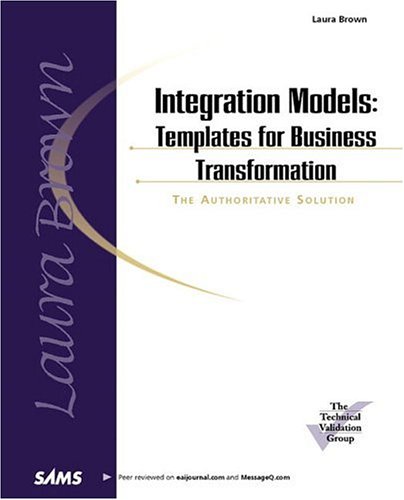 Laura Brown
Laura Brown
Integration Models:
Templates for Business
Transformation
THE AUTHORITATIVE SOLUTION
The
Technical
Validation
Group
SAMS
Peer reviewed on eaijournal.com and MessageQ.com